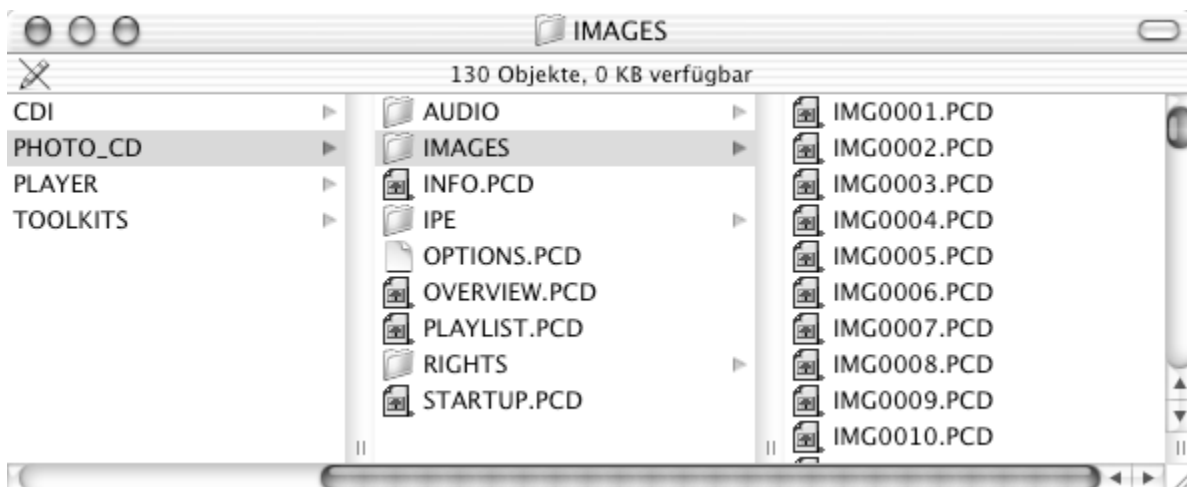 IMAGES
130 Objekte, 0 KB verfügbar
CDI
PHOTO_CD
PLAYER
TOOLKITS
AUDIO
IMAGES
INFO.PCD
IPE
OPTIONS.PCD
OVERVIEW.PCD
PLAYLIST.PCD
RIGHTS
STARTUP.PCD
IMG0001.PCD
IMG0002.PCD
IMG0003.PCD
IMG0004.PCD
IMG0005.PCD
IMG0006.PCD
IMG0007.PCD
IMG0008.PCD
IMG0009.PCD
IMG0010.PCD